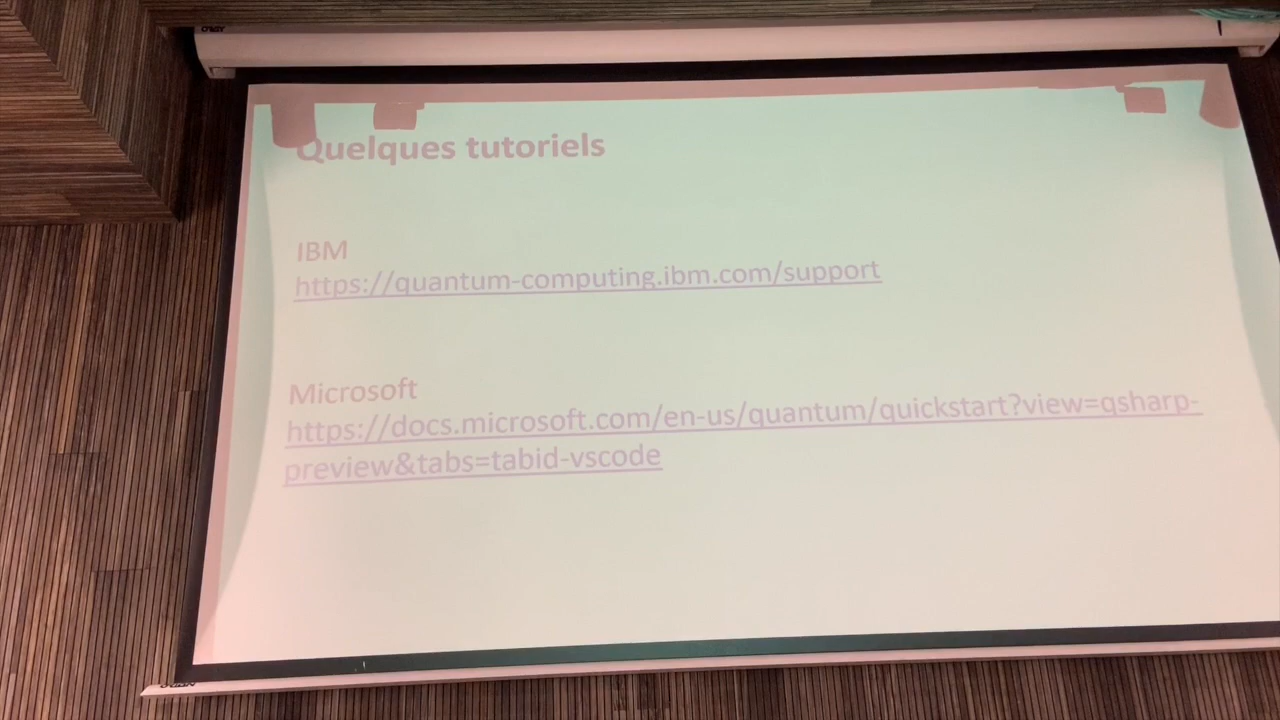 Quelques tutoriels
IBM
https://quantum-computing.ibm.com/support
Microsoft
https://docs.microsoft.com/en-us/quantum/quickstart?view=qsharp-
preview&tabs=tabid-vscode